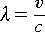 λ = v/c